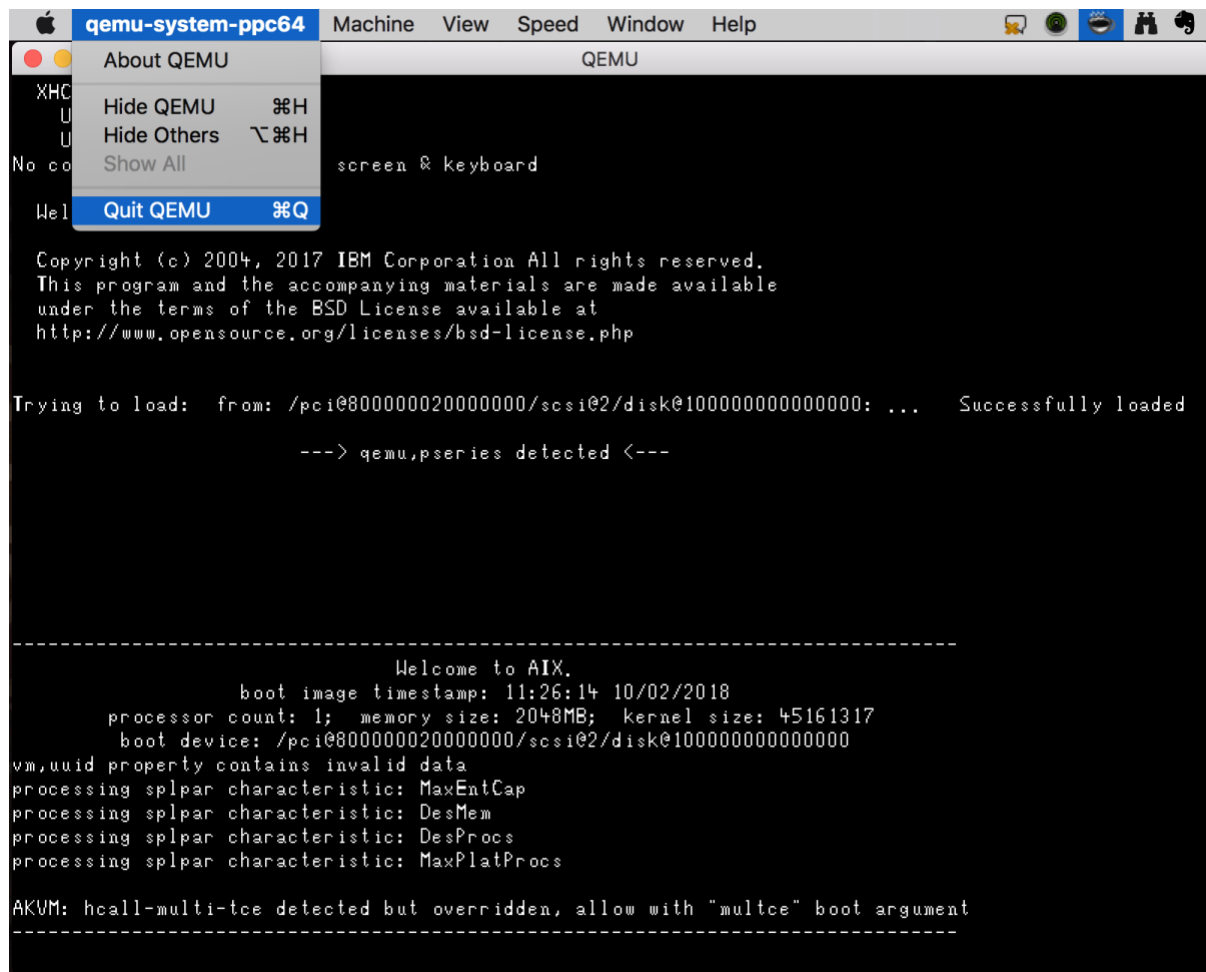 qemu-system-ppc64 Machine View Speed Window Help
QEMU
About QEMU
Hide QEMU ⌘H
Hide Others ⌥⌘H
Show All
Quit QEMU ⌘Q
XHC
U
U
No co screen & keyboard
Wel
Copyright (c) 2004, 2017 IBM Corporation All rights reserved.
This program and the accompanying materials are made available
under the terms of the BSD License available at
http://www.opensource.org/licenses/bsd-license.php
Trying to load:  from: /pci@800000020000000/scsi@2/disk@100000000000000: ...   Successfully loaded
---> qemu,pseries detected <---
-------------------------------------------------------------------------------
Welcome to AIX.
boot image timestamp: 11:26:14 10/02/2018
processor count: 1;  memory size: 2048MB;  kernel size: 45161317
boot device: /pci@800000020000000/scsi@2/disk@100000000000000
vm,uuid property contains invalid data
processing splpar characteristic: MaxEntCap
processing splpar characteristic: DesMem
processing splpar characteristic: DesProcs
processing splpar characteristic: MaxPlatProcs
AKVM: hcall-multi-tce detected but overridden, allow with "multce" boot argument
-------------------------------------------------------------------------------